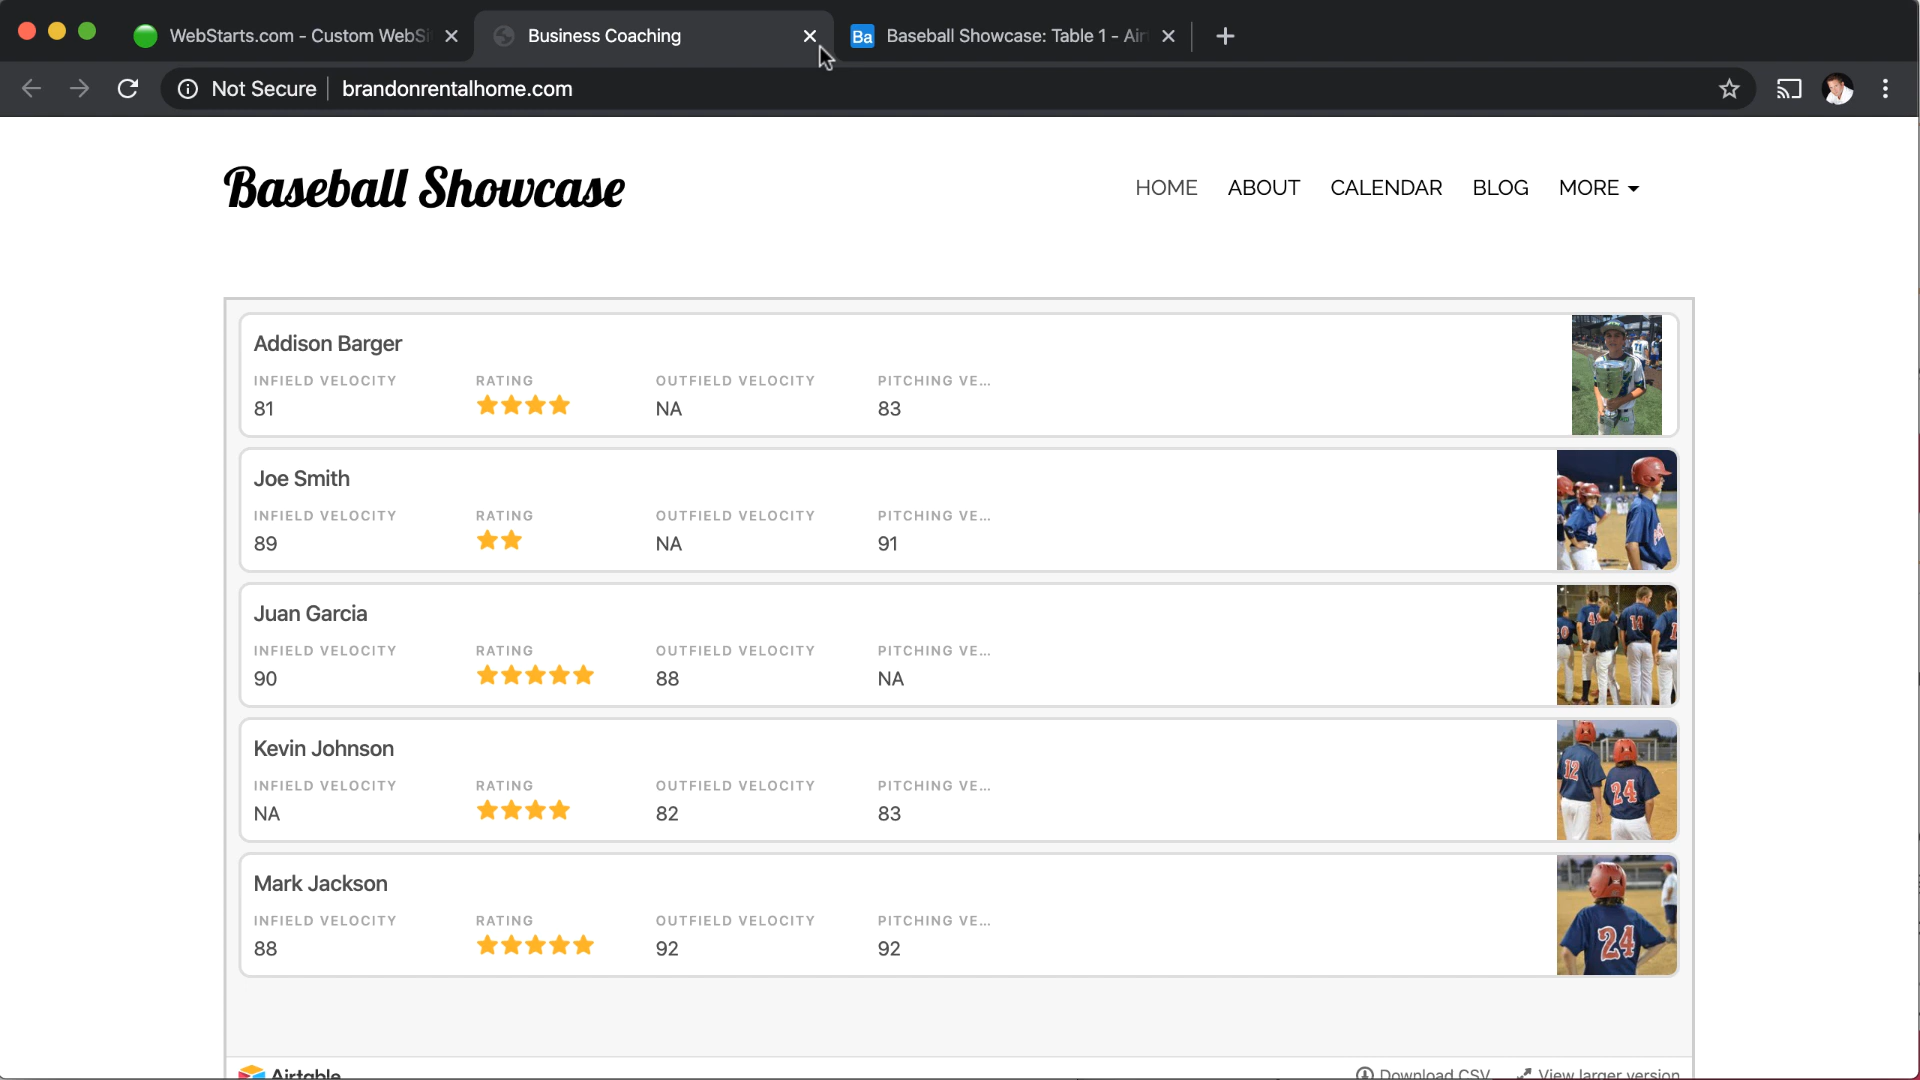 WebStarts.com - Custom WebSi
Business Coaching
Ba Baseball Showcase: Table 1 - Air
Not Secure brandonrentalhome.com
Baseball Showcase
HOME ABOUT CALENDAR BLOG MORE
Addison Barger
INFIELD VELOCITY RATING OUTFIELD VELOCITY PITCHING VE...
81 NA 83
Joe Smith
INFIELD VELOCITY RATING OUTFIELD VELOCITY PITCHING VE...
89 NA 91
Juan Garcia
INFIELD VELOCITY RATING OUTFIELD VELOCITY PITCHING VE...
90 88 NA
14
Kevin Johnson
INFIELD VELOCITY RATING OUTFIELD VELOCITY PITCHING VE...
NA 82 83
12
24
Mark Jackson
INFIELD VELOCITY RATING OUTFIELD VELOCITY PITCHING VE...
88 92 92
24
Airtable Download CSV View larger version